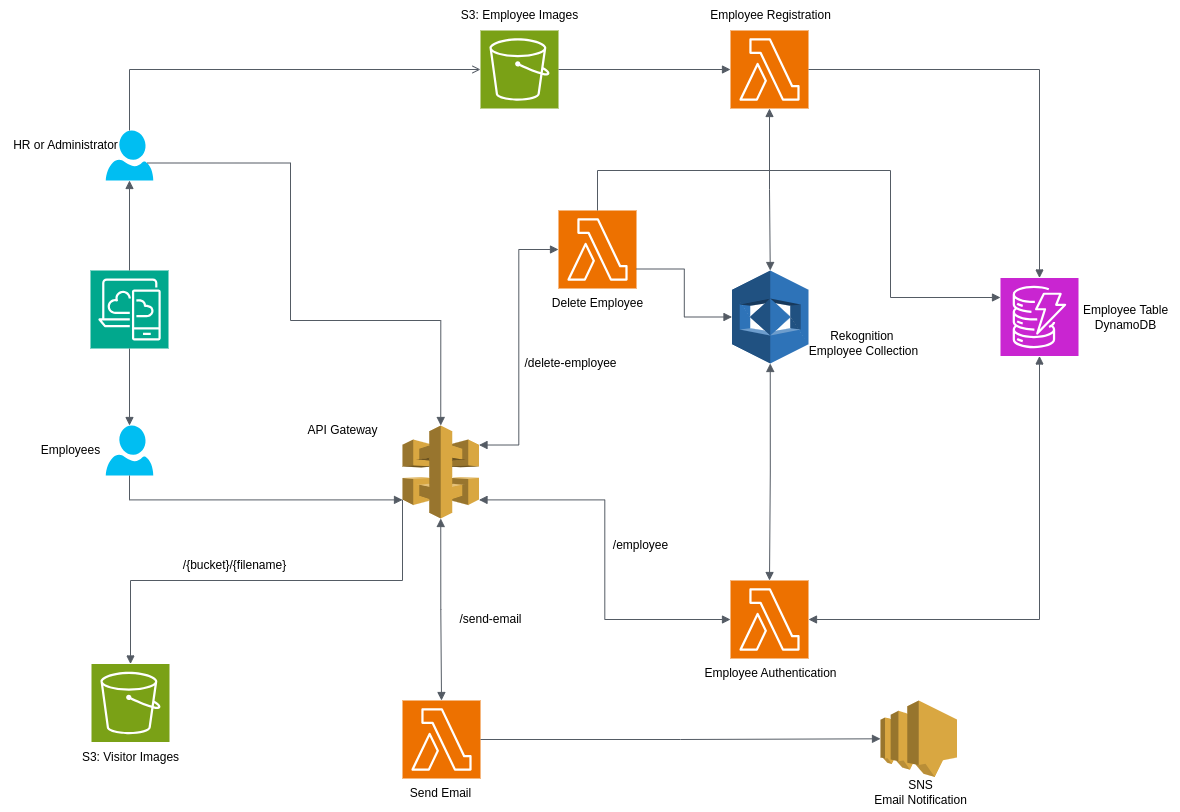 S3: Employee Images
Employee Registration
HR or Administrator
Delete Employee
Employee Table
DynamoDB
Rekognition
Employee Collection
/delete-employee
API Gateway
Employees
/employee
/{bucket}/{filename}
/send-email
Employee Authentication
S3: Visitor Images
Send Email
SNS
Email Notification